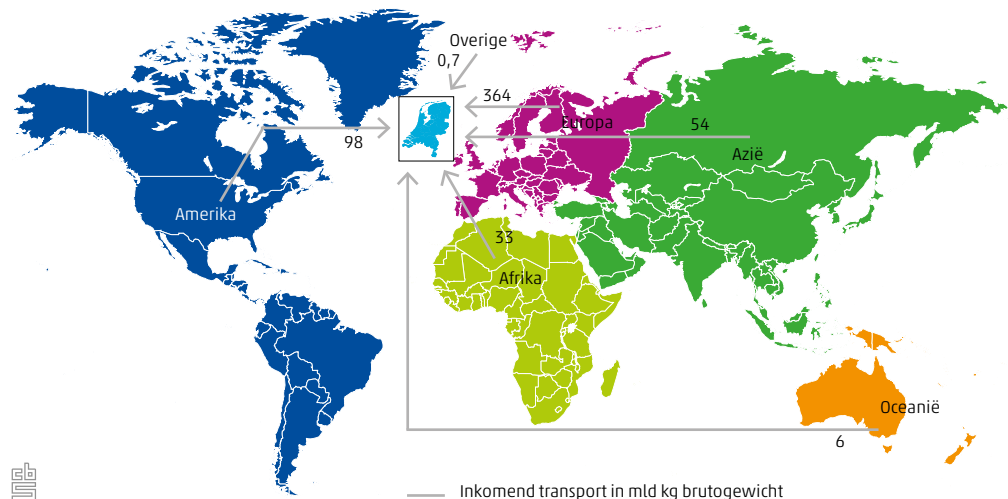 Overige
0,7
364
Europa
54
Azië
98
Amerika
33
Afrika
Oceanië
6
Inkomend transport in mld kg brutogewicht
cbs